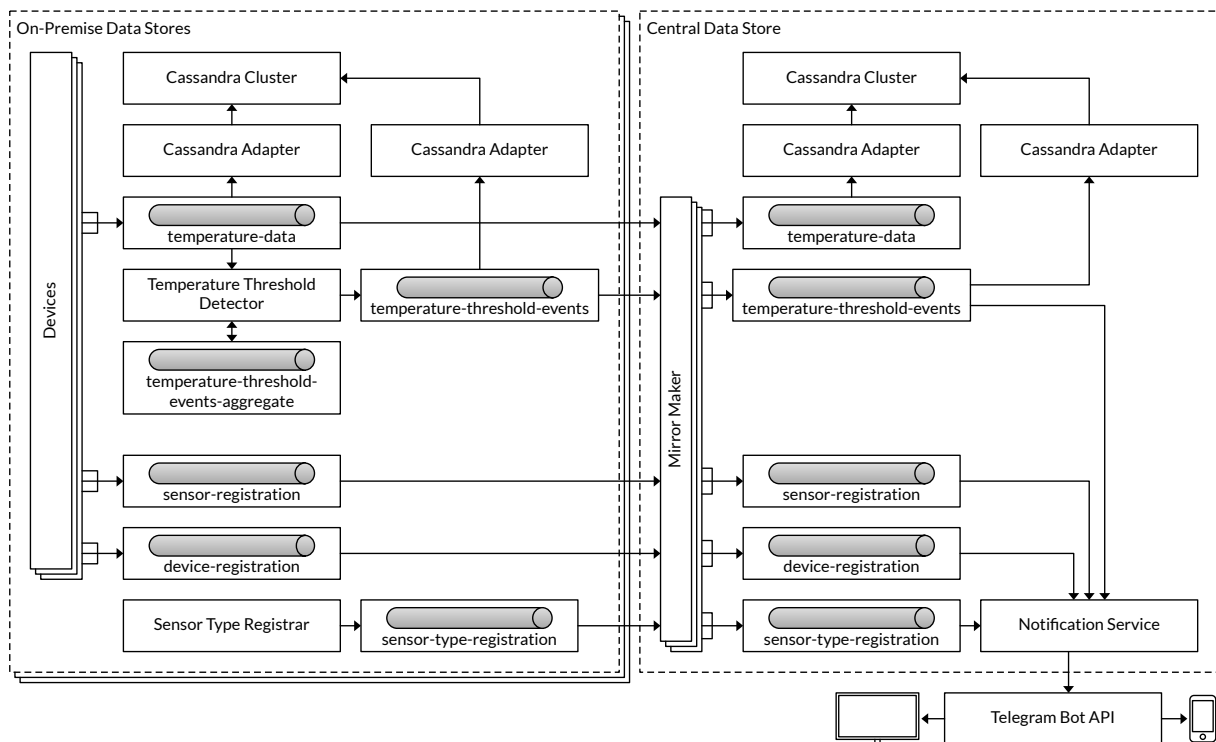 On-Premise Data Stores
Devices
Cassandra Cluster
Cassandra Adapter
Cassandra Adapter
temperature-data
Temperature Threshold
Detector
temperature-threshold-events
temperature-threshold-
events-aggregate
sensor-registration
device-registration
Sensor Type Registrar
sensor-type-registration
Mirror Maker
Central Data Store
Cassandra Cluster
Cassandra Adapter
Cassandra Adapter
temperature-data
temperature-threshold-events
sensor-registration
device-registration
sensor-type-registration
Notification Service
Telegram Bot API